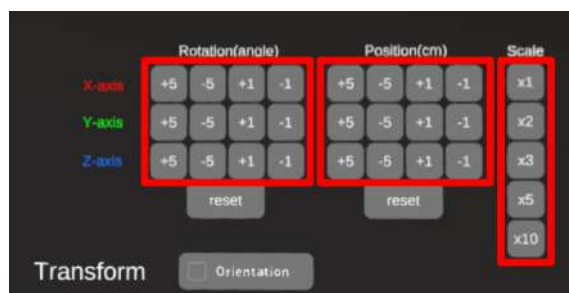 Rotation(angle) Position(cm) Scale
X-axis +5 -5 +1 -1 +5 -5 +1 -1 x1
Y-axis +5 -5 +1 -1 +5 -5 +1 -1 x2
Z-axis +5 -5 +1 -1 +5 -5 +1 -1 x3
reset reset x5
x10
Transform Orientation